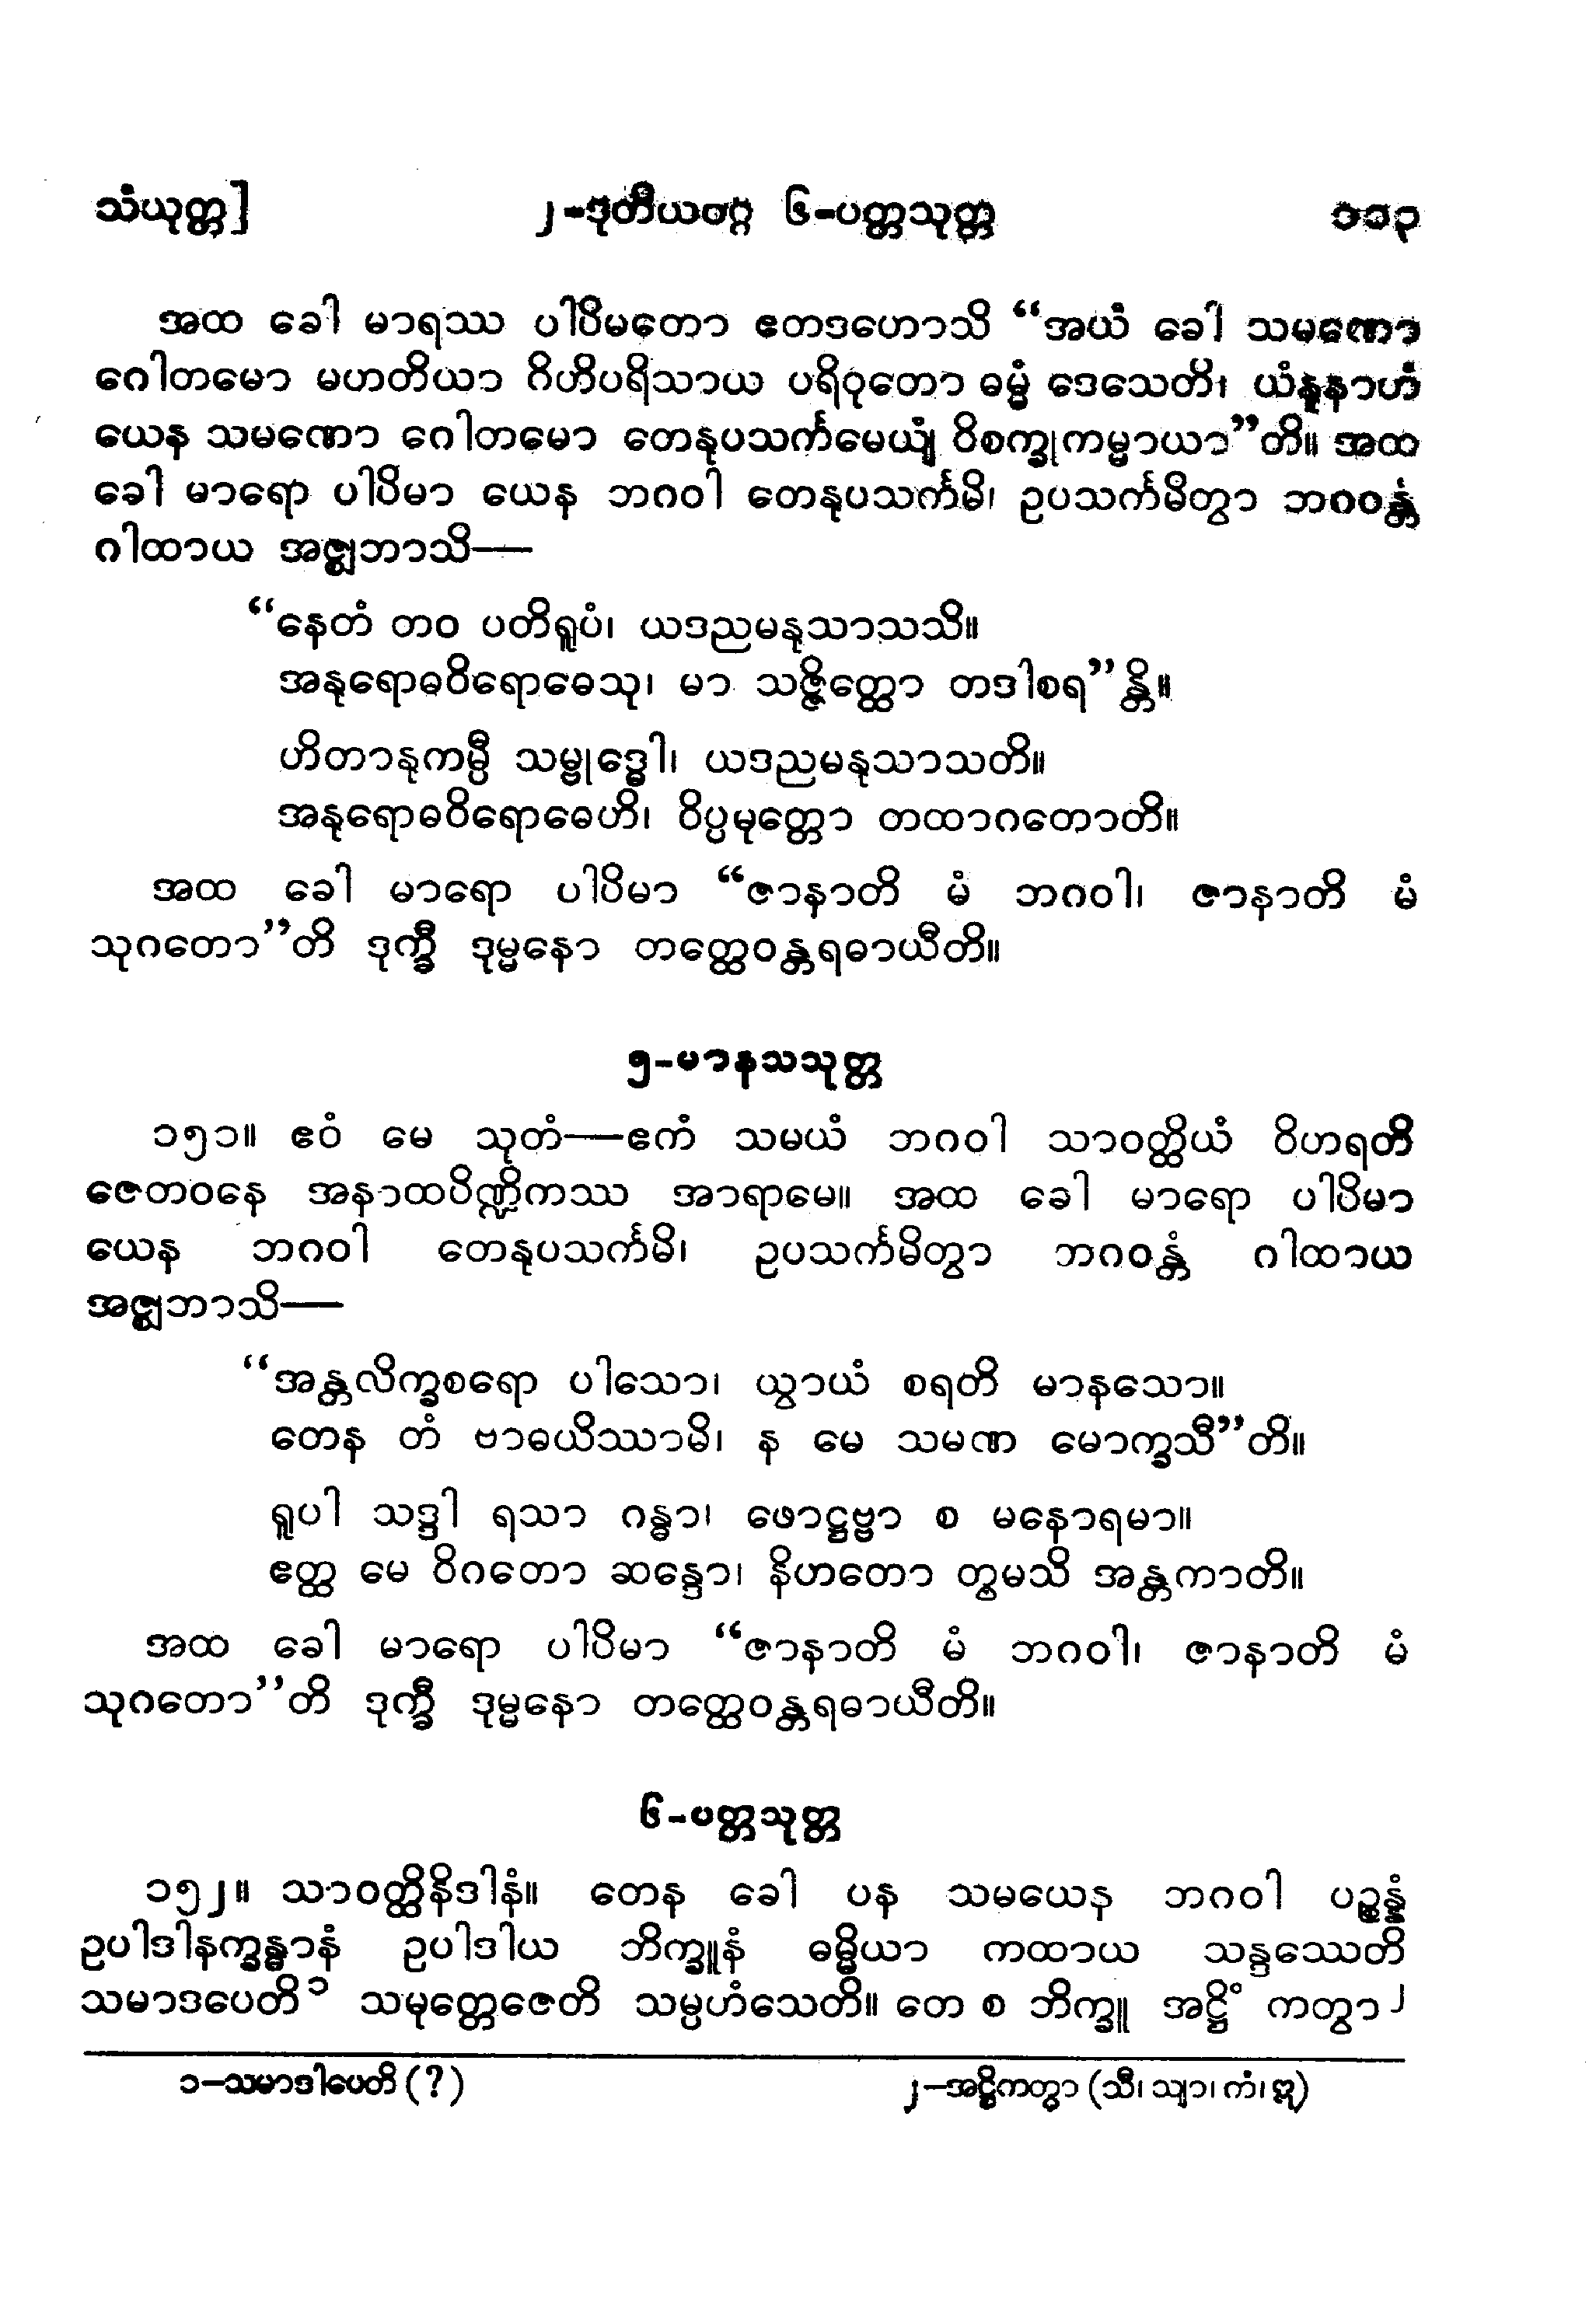 သံယုတ္တ] ၂-ဒုတိယဝဂ္ဂ ၆-ပတ္တသုတ္တ ၁၁၃
အထ ခေါ မာရဿ ပါပိမတော ဧတဒဟောသိ “အယံ ခေါ သမဏော
ဂေါတမော မဟတိယာ ဂိဟိပရိသာယ ပရိဝုတော ဓမ္မံ ဒေသေတိ၊ ယံနူနာဟံ
ယေန သမဏော ဂေါတမော တေနုပသင်္ကမေယျံ ဝိစက္ခုကမ္မာယာ”တိ။ အထ
ခေါ မာရော ပါပိမာ ယေန ဘဂဝါ တေနုပသင်္ကမိ၊ ဥပသင်္ကမိတွာ ဘဂဝန္တံ
ဂါထာယ အဇ္ဈဘာသိ—
“နေတံ တဝ ပတိရူပံ၊ ယဒညမနုသာသသိ။
အနုရောဓဝိရောဓေသု၊ မာ သဇ္ဇိတ္ထော တဒါစရ”န္တိ။
ဟိတာနုကမ္ပီ သမ္ဗုဒ္ဓေါ၊ ယဒညမနုသာသတိ။
အနုရောဓဝိရောဓေဟိ၊ ဝိပ္ပမုတ္တော တထာဂတောတိ။
အထ ခေါ မာရော ပါပိမာ “ဇာနာတိ မံ ဘဂဝါ၊ ဇာနာတိ မံ
သုဂတော”တိ ဒုက္ခီ ဒုမ္မနော တတ္ထေဝန္တရဓာယီတိ။
၅-မာနသသုတ္တ
၁၅၁။ ဧဝံ မေ သုတံ—ဧကံ သမယံ ဘဂဝါ သာဝတ္ထိယံ ဝိဟရတိ
ဇေတဝနေ အနာထပိဏ္ဍိကဿ အာရာမေ။ အထ ခေါ မာရော ပါပိမာ
ယေန ဘဂဝါ တေနုပသင်္ကမိ၊ ဥပသင်္ကမိတွာ ဘဂဝန္တံ ဂါထာယ
အဇ္ဈဘာသိ—
“အန္တလိက္ခစရော ပါသော၊ ယွာယံ စရတိ မာနသော။
တေန တံ ဗာဓယိဿာမိ၊ န မေ သမဏ မောက္ခသီ”တိ။
ရူပါ သဒ္ဒါ ရသာ ဂန္ဓာ၊ ဖောဋ္ဌဗ္ဗာ စ မနောရမာ။
ဧတ္ထ မေ ဝိဂတော ဆန္ဒော၊ နိဟတော တွမသိ အန္တကာတိ။
အထ ခေါ မာရော ပါပိမာ “ဇာနာတိ မံ ဘဂဝါ၊ ဇာနာတိ မံ
သုဂတော”တိ ဒုက္ခီ ဒုမ္မနော တတ္ထေဝန္တရဓာယီတိ။
၆-ပတ္တသုတ္တ
၁၅၂။ သာဝတ္ထိနိဒါနံ။ တေန ခေါ ပန သမယေန ဘဂဝါ ပဉ္စန္နံ
ဥပါဒါနက္ခန္ဓာနံ ဥပါဒါယ ဘိက္ခူနံ ဓမ္မိယာ ကထာယ သန္ဒဿေတိ
သမာဒပေတိ၁ သမုတ္တေဇေတိ သမ္ပဟံသေတိ။ တေ စ ဘိက္ခူ အဋ္ဌိံ ကတွာ၂
၁–သမာဒါပေတိ (?) ၂–အဋ္ဌိကတွာ (သီ၊ သျာ၊ ကံ၊ ဣ)